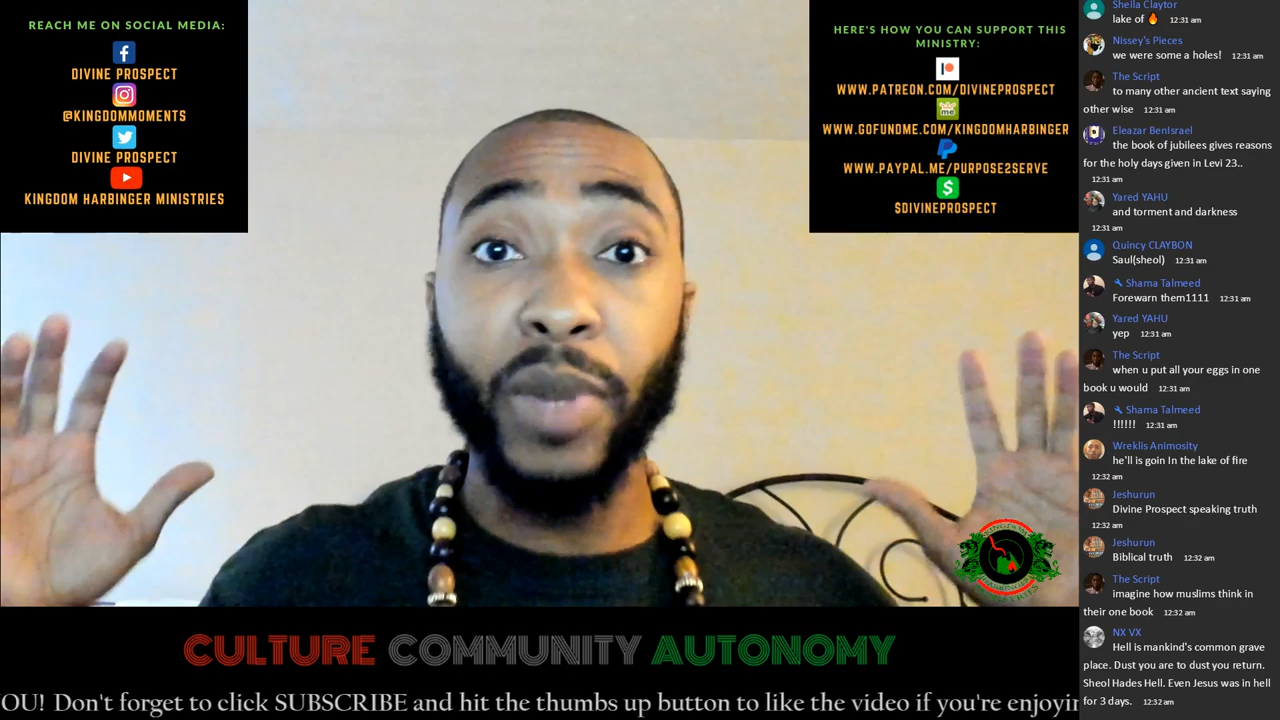 REACH ME ON SOCIAL MEDIA:
DIVINE PROSPECT
@KINGDOMMOMENTS
DIVINE PROSPECT
KINGDOM HARBINGER MINISTRIES
HERE'S HOW YOU CAN SUPPORT THIS
MINISTRY:
WWW.PATREON.COM/DIVINEPROSPECT
me
WWW.GOFUNDME.COM/KINGDOMHARBINGER
WWW.PAYPAL.ME/PURPOSE2SERVE
$
$DIVINEPROSPECT
Sheila Claytor
lake of 🔥 12:31 am
Nissey's Pieces
we were some a holes! 12:31 am
The Script
to many other ancient text saying
other wise 12:31 am
Eleazar BenIsrael
the book of jubilees gives reasons
for the holy days given in Levi 23..
12:31 am
Yared YAHU
and torment and darkness
12:31 am
Quincy CLAYBON
Saul(sheol) 12:31 am
Shama Talmeed
Forewarn them1111 12:31 am
Yared YAHU
yep 12:31 am
The Script
when u put all your eggs in one
book u would 12:31 am
Shama Talmeed
!!!!!! 12:31 am
Wreklis Animosity
he'll is goin In the lake of fire
12:32 am
Jeshurun
Divine Prospect speaking truth
12:32 am
Jeshurun
Biblical truth 12:32 am
The Script
imagine how muslims think in
their one book 12:32 am
NX VX
Hell is mankind's common grave
place. Dust you are to dust you return.
Sheol Hades Hell. Even Jesus was in hell
for 3 days. 12:32 am
CULTURE COMMUNITY AUTONOMY
OU! Don't forget to click SUBSCRIBE and hit the thumbs up button to like the video if you're enjoyin